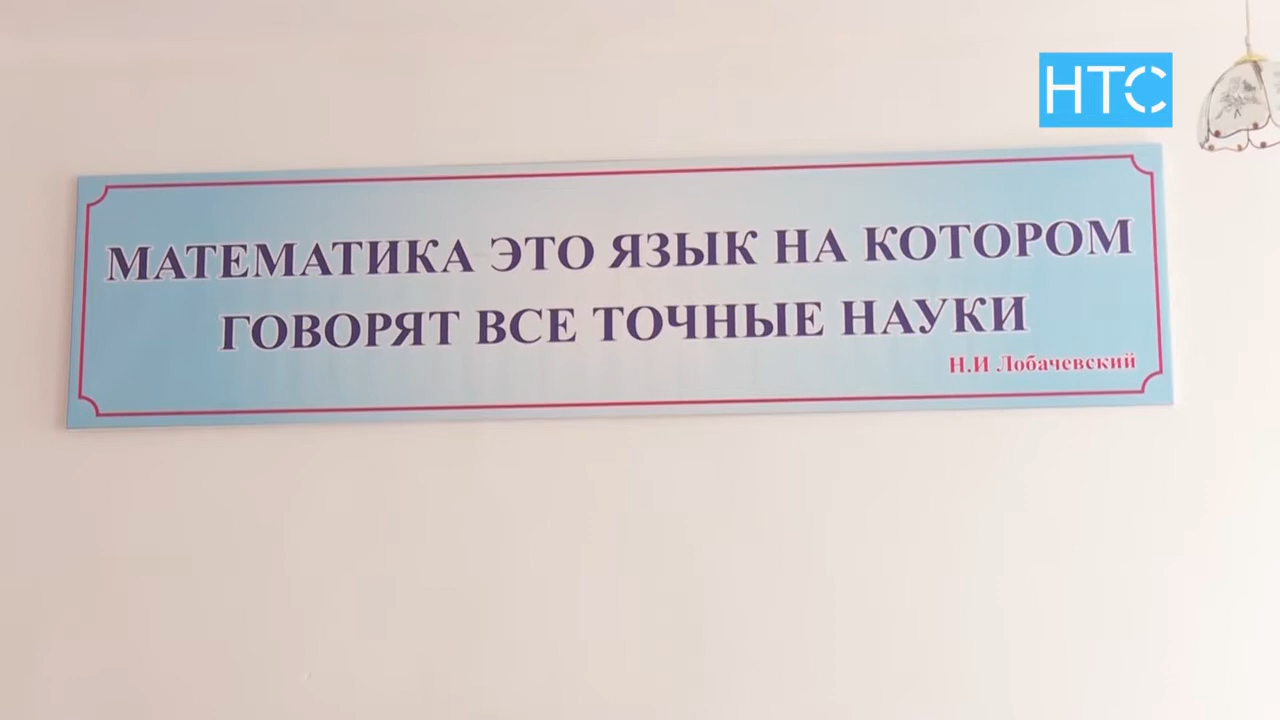 НТС
МАТЕМАТИКА ЭТО ЯЗЫК НА КОТОРОМ
ГОВОРЯТ ВСЕ ТОЧНЫЕ НАУКИ
Н.И Лобачевский